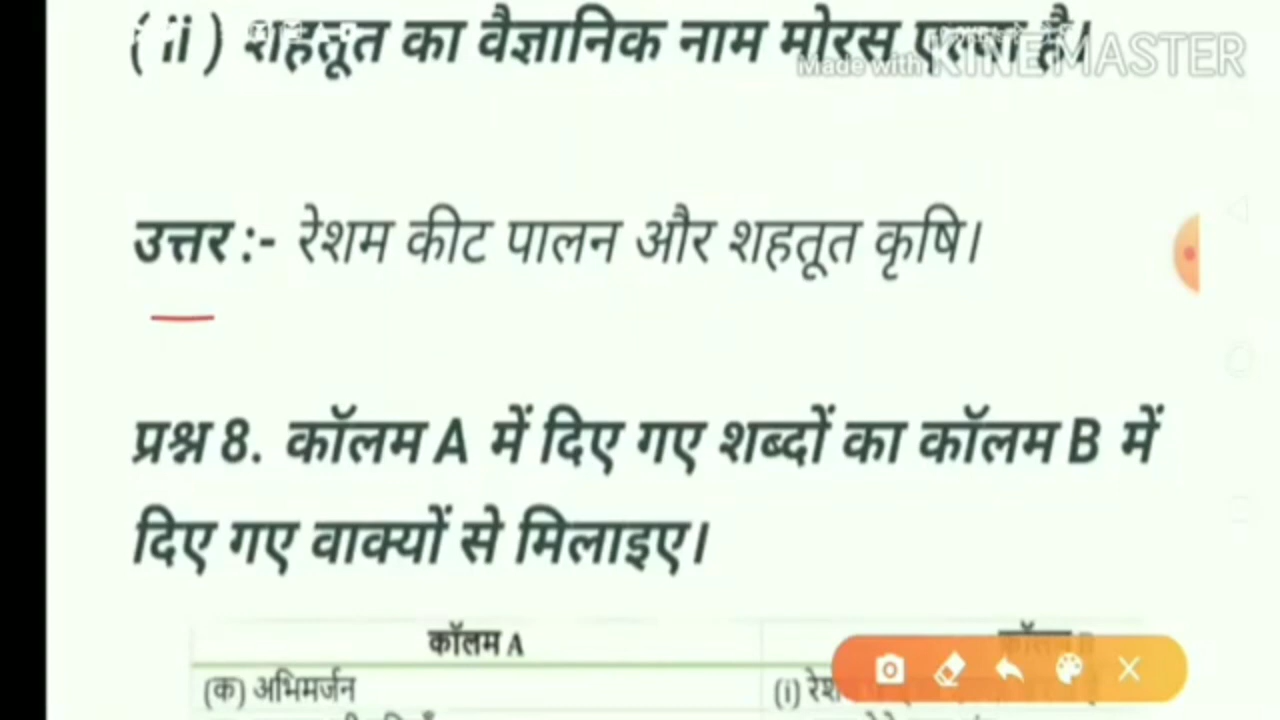 ( ii ) शहतूत का वैज्ञानिक नाम मोरस एल्बा है।
Made with KINEMASTER
उत्तर :- रेशम कीट पालन और शहतूत कृषि।
प्रश्न 8. कॉलम A में दिए गए शब्दों का कॉलम B में
दिए गए वाक्यों से मिलाइए।
कॉलम A
कॉलम B
(क) अभिमर्जन
(i)